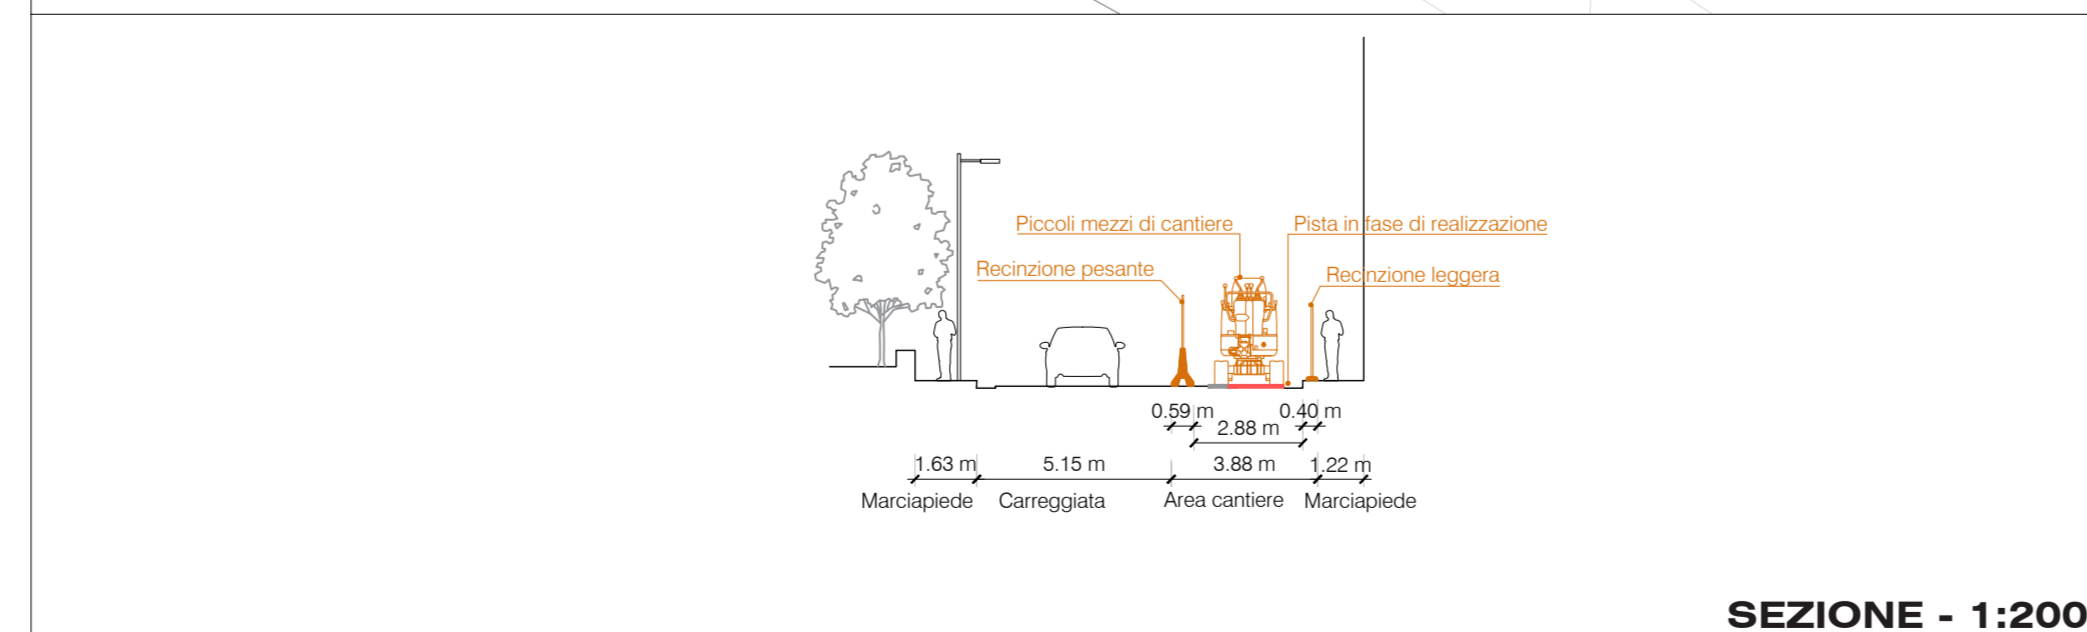 Piccoli mezzi di cantiere
Pista in fase di realizzazione
Recinzione pesante
Recinzione leggera
0.59 m
0.40 m
2.88 m
1.63 m
5.15 m
3.88 m
1.22 m
Marciapiede
Carreggiata
Area cantiere
Marciapiede
SEZIONE - 1:200